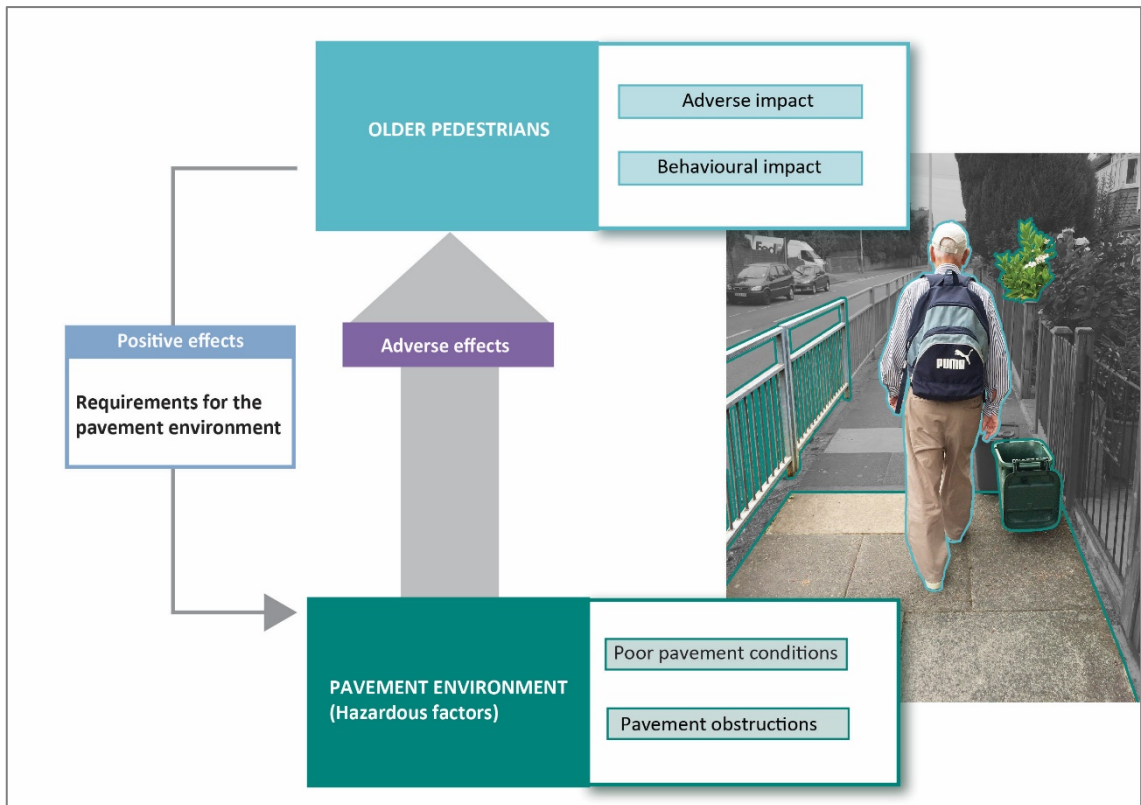 OLDER PEDESTRIANS
Adverse impact
Behavioural impact
Positive effects
Requirements for the
pavement environment
Adverse effects
FedEx
PUMA
PAVEMENT ENVIRONMENT
(Hazardous factors)
Poor pavement conditions
Pavement obstructions